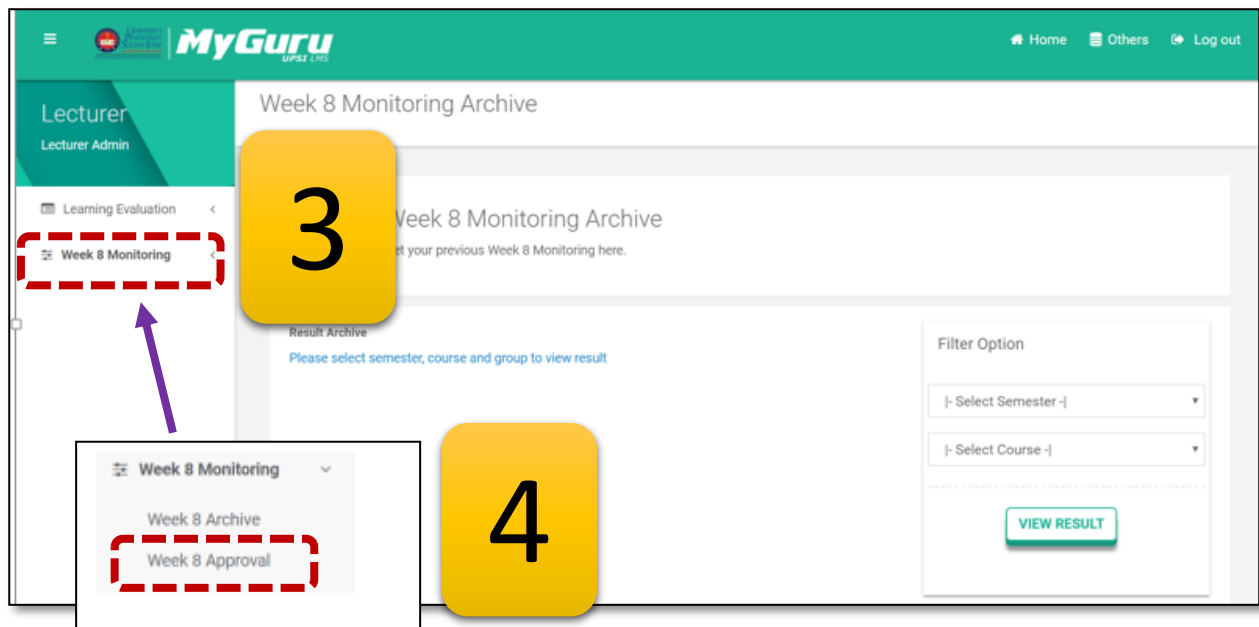 MyGuru
UPSI LMS
Home
Others
Log out
Lecturer
Lecturer Admin
Week 8 Monitoring Archive
Learning Evaluation
Week 8 Monitoring
3
Week 8 Monitoring Archive
your previous Week 8 Monitoring here.
Result Archive
Please select semester, course and group to view result
Filter Option
|- Select Semester -|
|- Select Course -|
VIEW RESULT
Week 8 Monitoring
Week 8 Archive
Week 8 Approval
4